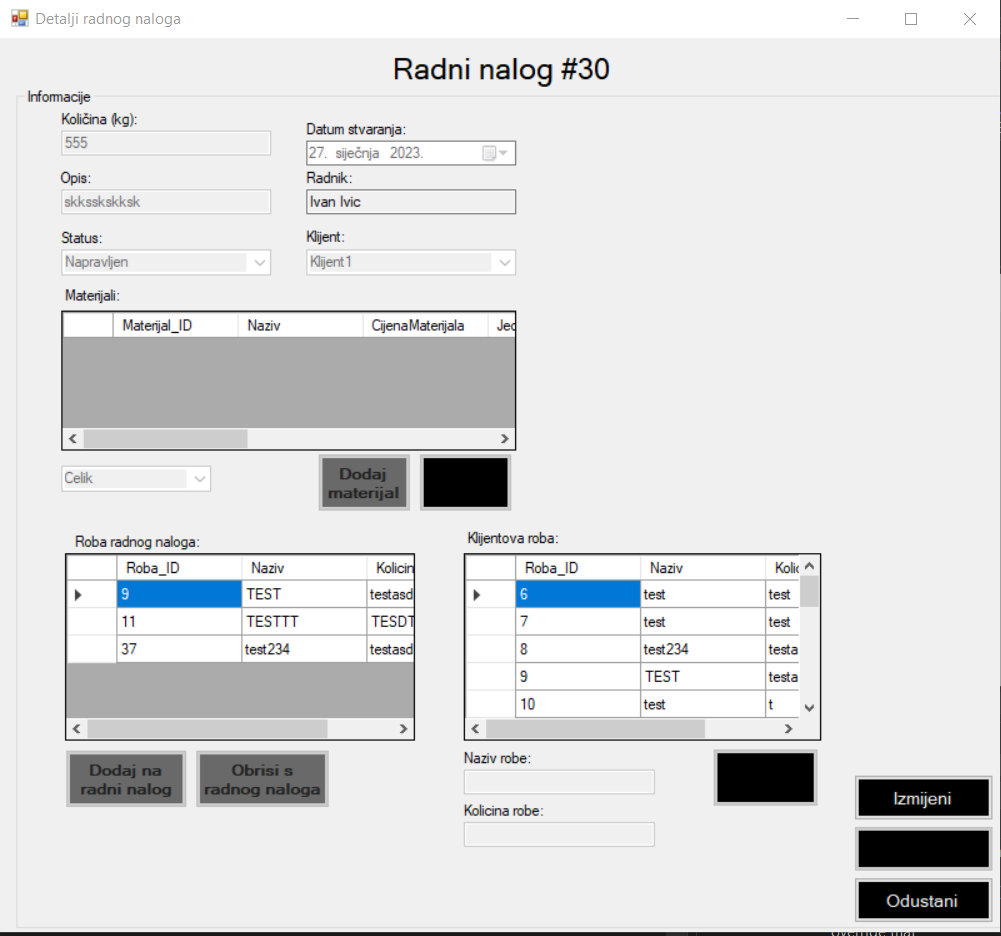 Detalji radnog naloga
Radni nalog #30
Informacije
Količina (kg):
555
Datum stvaranja:
27. siječnja 2023.
Opis:
skksskskksk
Radnik:
Ivan Ivic
Status:
Napravljen
Klijent:
Klijent1
Materijali:
Materijal_ID Naziv CijenaMaterijala Jec
Celik
Dodaj
materijal
Roba radnog naloga:
Roba_ID Naziv Kolicin
9 TEST testasd
11 TESTTT TESDT
37 test234 testasd
Dodaj na
radni nalog
Obrisi s
radnog naloga
Klijentova roba:
Roba_ID Naziv Kolic
6 test test
7 test test
8 test234 testa
9 TEST testa
10 test t
Naziv robe:
Kolicina robe:
Izmijeni
Odustani